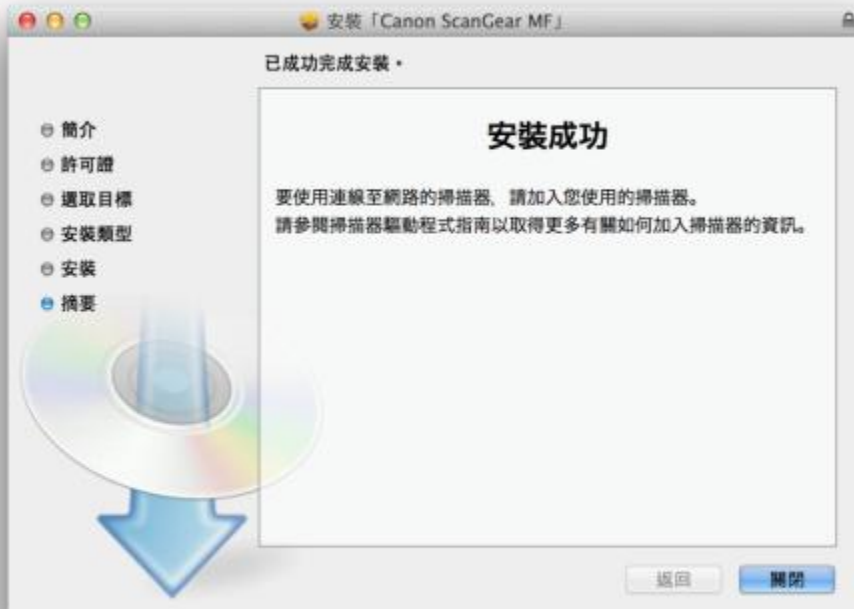 安裝「Canon ScanGear MF」
已成功完成安裝。
簡介
許可證
選取目標
安裝類型
安裝
摘要
安裝成功
要使用連線至網路的掃描器，請加入您使用的掃描器。
請參閱掃描器驅動程式指南以取得更多有關如何加入掃描器的資訊。
返回
關閉